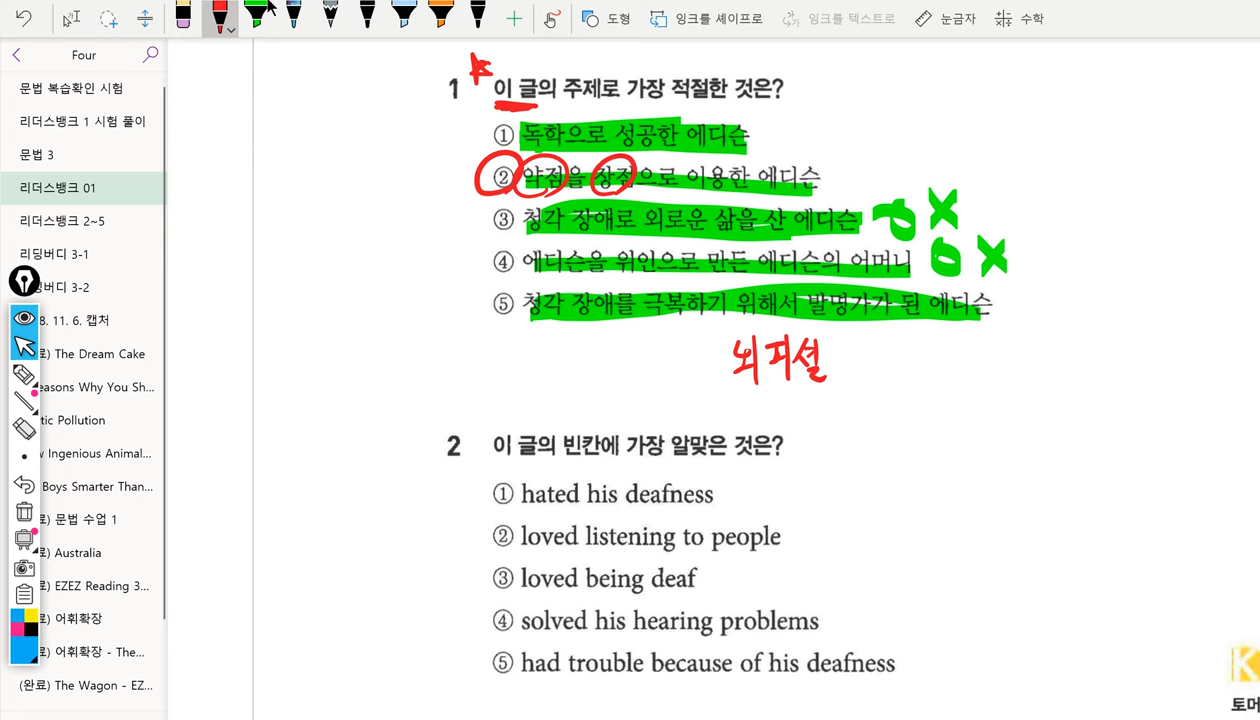 도형
잉크를 셰이프로
잉크를 텍스트로
눈금자
수학
Four
문법 복습확인 시험
리더스뱅크 1 시험 풀이
문법 3
리더스뱅크 01
리더스뱅크 2~5
리딩버디 3-1
버디 3-2
8. 11. 6. 캡처
료) The Dream Cake
easons Why You Sh...
tic Pollution
w Ingenious Animal...
Boys Smarter Than...
료) 문법 수업 1
료) Australia
료) EZEZ Reading 3...
료) 어휘확장
료) 어휘확장 - The...
(완료) The Wagon - EZ...
1 이 글의 주제로 가장 적절한 것은?
① 독학으로 성공한 에디슨
② 약점을 장점으로 이용한 에디슨
③ 청각 장애로 외로운 삶을 산 에디슨
④ 에디슨을 위인으로 만든 에디슨의 어머니
⑤ 청각 장애를 극복하기 위해서 발명가가 된 에디슨
뇌피셜
2 이 글의 빈칸에 가장 알맞은 것은?
① hated his deafness
② loved listening to people
③ loved being deaf
④ solved his hearing problems
⑤ had trouble because of his deafness
K
토머